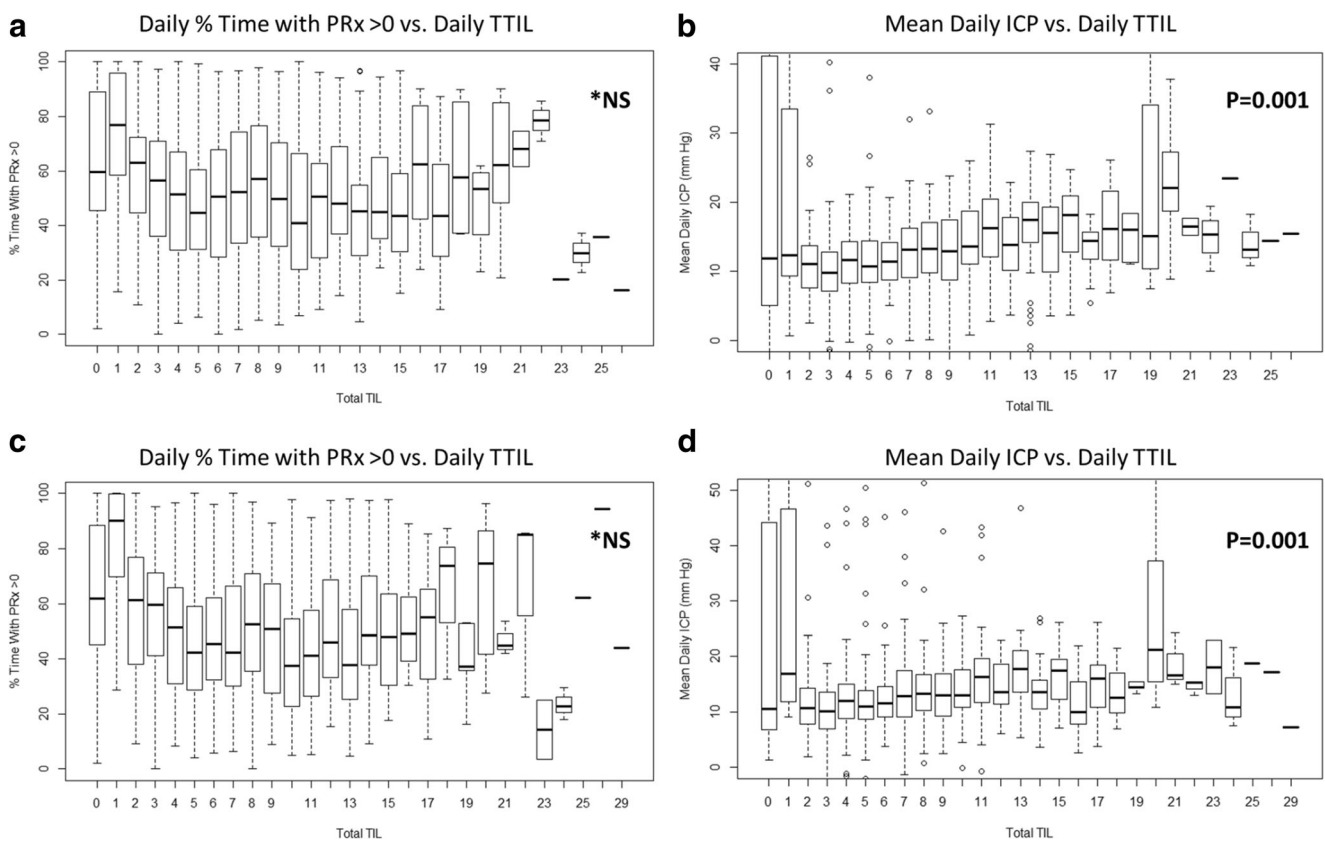 a
Daily % Time with PRx >0 vs. Daily TTIL
% Time With PRx >0
0 20 40 60 80 100
*NS
0 1 2 3 4 5 6 7 8 9 11 13 15 17 19 21 23 25
Total TIL
b
Mean Daily ICP vs. Daily TTIL
Mean Daily ICP (mm Hg)
0 10 20 30 40
P=0.001
0 1 2 3 4 5 6 7 8 9 11 13 15 17 19 21 23 25
Total TIL
c
Daily % Time with PRx >0 vs. Daily TTIL
% Time With PRx >0
0 20 40 60 80 100
*NS
0 1 2 3 4 5 6 7 8 9 11 13 15 17 19 21 23 25 29
Total TIL
d
Mean Daily ICP vs. Daily TTIL
Mean Daily ICP (mm Hg)
0 10 20 30 40 50
P=0.001
0 1 2 3 4 5 6 7 8 9 11 13 15 17 19 21 23 25 29
Total TIL